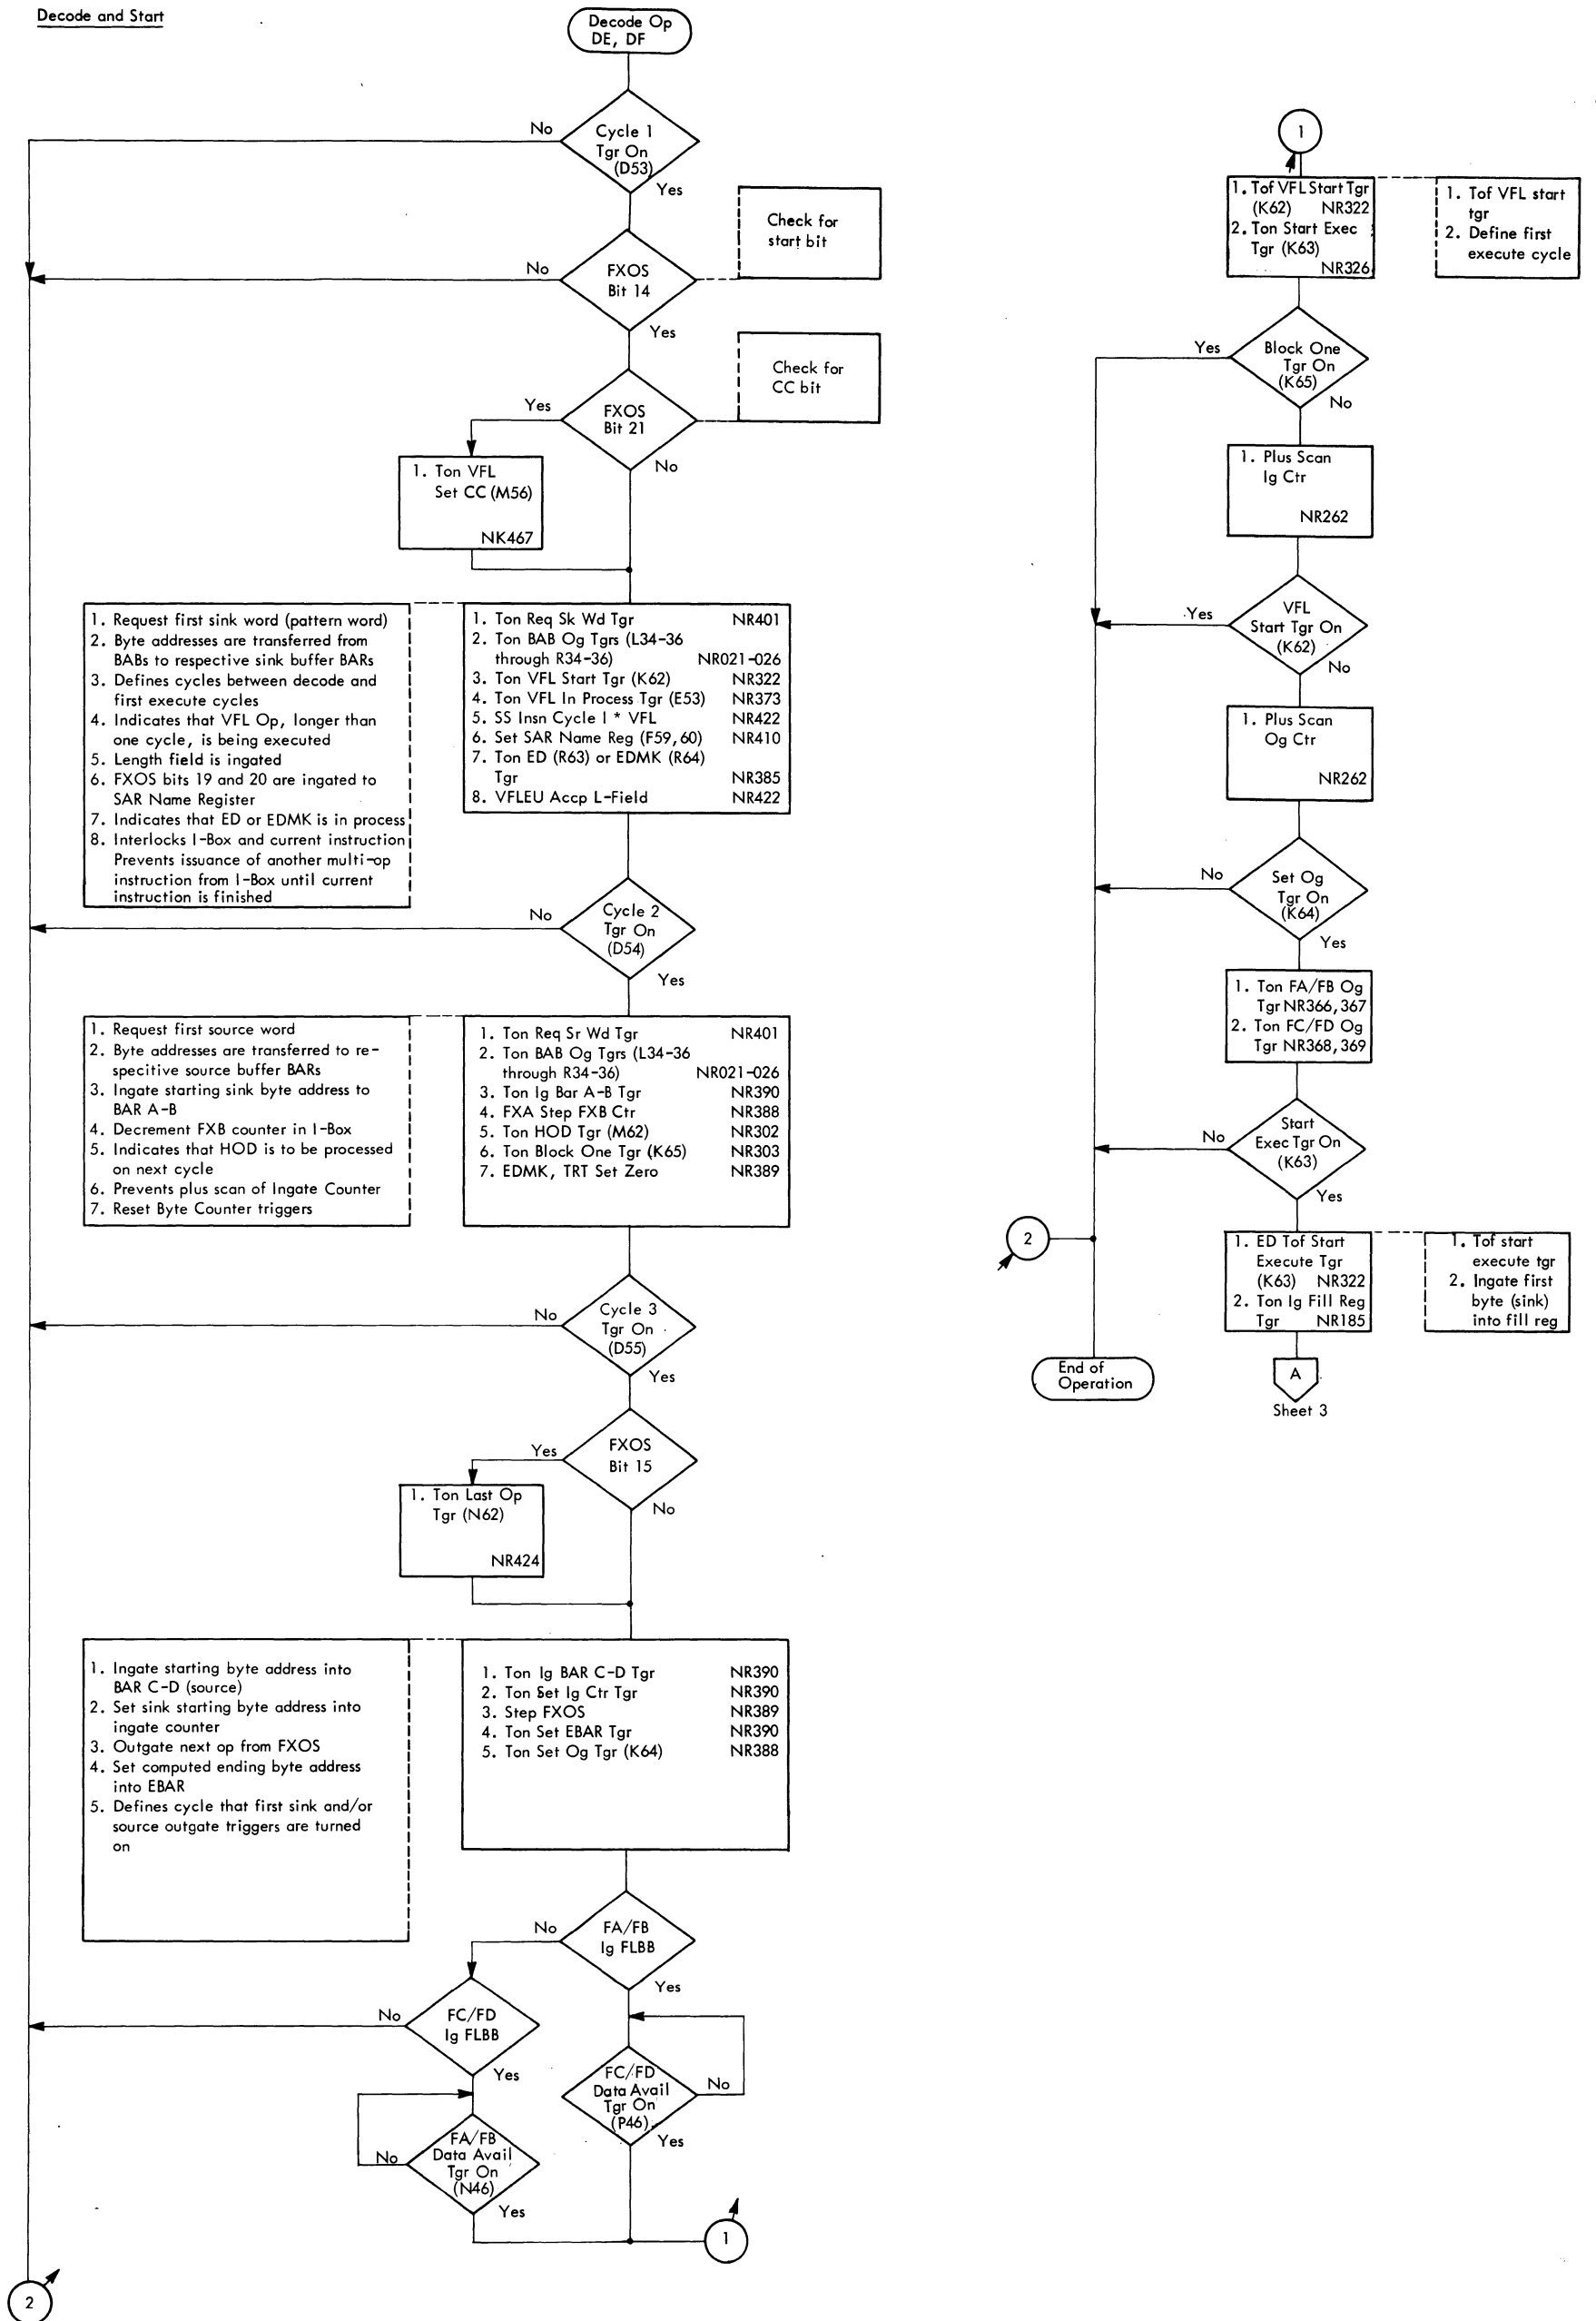 Decode and Start
Decode Op
DE, DF
Cycle 1
Tgr On
(D53)
No
Yes
Check for
start bit
FXOS
Bit 14
No
Yes
Check for
CC bit
FXOS
Bit 21
Yes
No
1. Ton VFL
Set CC (M56)
NK467
1. Request first sink word (pattern word)
2. Byte addresses are transferred from
BABs to respective sink buffer BARs
3. Defines cycles between decode and
first execute cycles
4. Indicates that VFL Op, longer than
one cycle, is being executed
5. Length field is ingated
6. FXOS bits 19 and 20 are ingated to
SAR Name Register
7. Indicates that ED or EDMK is in process
8. Interlocks I-Box and current instruction
Prevents issuance of another multi-op
instruction from I-Box until current
instruction is finished
1. Ton Req Sk Wd Tgr NR401
2. Ton BAB Og Tgrs (L34-36
through R34-36) NR021-026
3. Ton VFL Start Tgr (K62) NR322
4. Ton VFL In Process Tgr (E53) NR373
5. SS Insn Cycle I * VFL NR422
6. Set SAR Name Reg (F59,60) NR410
7. Ton ED (R63) or EDMK (R64)
Tgr NR385
8. VFLEU Accp L-Field NR422
Cycle 2
Tgr On
(D54)
No
Yes
1. Request first source word
2. Byte addresses are transferred to re-
specitive source buffer BARs
3. Ingate starting sink byte address to
BAR A-B
4. Decrement FXB counter in I-Box
5. Indicates that HOD is to be processed
on next cycle
6. Prevents plus scan of Ingate Counter
7. Reset Byte Counter triggers
1. Ton Req Sr Wd Tgr NR401
2. Ton BAB Og Tgrs (L34-36
through R34-36) NR021-026
3. Ton Ig Bar A-B Tgr NR390
4. FXA Step FXB Ctr NR388
5. Ton HOD Tgr (M62) NR302
6. Ton Block One Tgr (K65) NR303
7. EDMK, TRT Set Zero NR389
Cycle 3
Tgr On
(D55)
No
Yes
FXOS
Bit 15
Yes
No
1. Ton Last Op
Tgr (N62)
NR424
1. Ingate starting byte address into
BAR C-D (source)
2. Set sink starting byte address into
ingate counter
3. Outgate next op from FXOS
4. Set computed ending byte address
into EBAR
5. Defines cycle that first sink and/or
source outgate triggers are turned
on
1. Ton Ig BAR C-D Tgr NR390
2. Ton Set Ig Ctr Tgr NR390
3. Step FXOS NR389
4. Ton Set EBAR Tgr NR390
5. Ton Set Og Tgr (K64) NR388
FA/FB
Ig FLBB
No
Yes
FC/FD
Ig FLBB
No
Yes
FC/FD
Data Avail
Tgr On
(P46)
No
Yes
FA/FB
Data Avail
Tgr On
(N46)
No
Yes
1
2
1
1. Tof VFL Start Tgr
(K62) NR322
2. Ton Start Exec
Tgr (K63)
NR326
1. Tof VFL start
tgr
2. Define first
execute cycle
Block One
Tgr On
(K65)
Yes
No
1. Plus Scan
Ig Ctr
NR262
VFL
Start Tgr On
(K62)
Yes
No
1. Plus Scan
Og Ctr
NR262
Set Og
Tgr On
(K64)
No
Yes
1. Ton FA/FB Og
Tgr NR366,367
2. Ton FC/FD Og
Tgr NR368,369
Start
Exec Tgr On
(K63)
No
Yes
2
1. ED Tof Start
Execute Tgr
(K63) NR322
2. Ton Ig Fill Reg
Tgr NR185
1. Tof start
execute tgr
2. Ingate first
byte (sink)
into fill reg
End of
Operation
A
Sheet 3